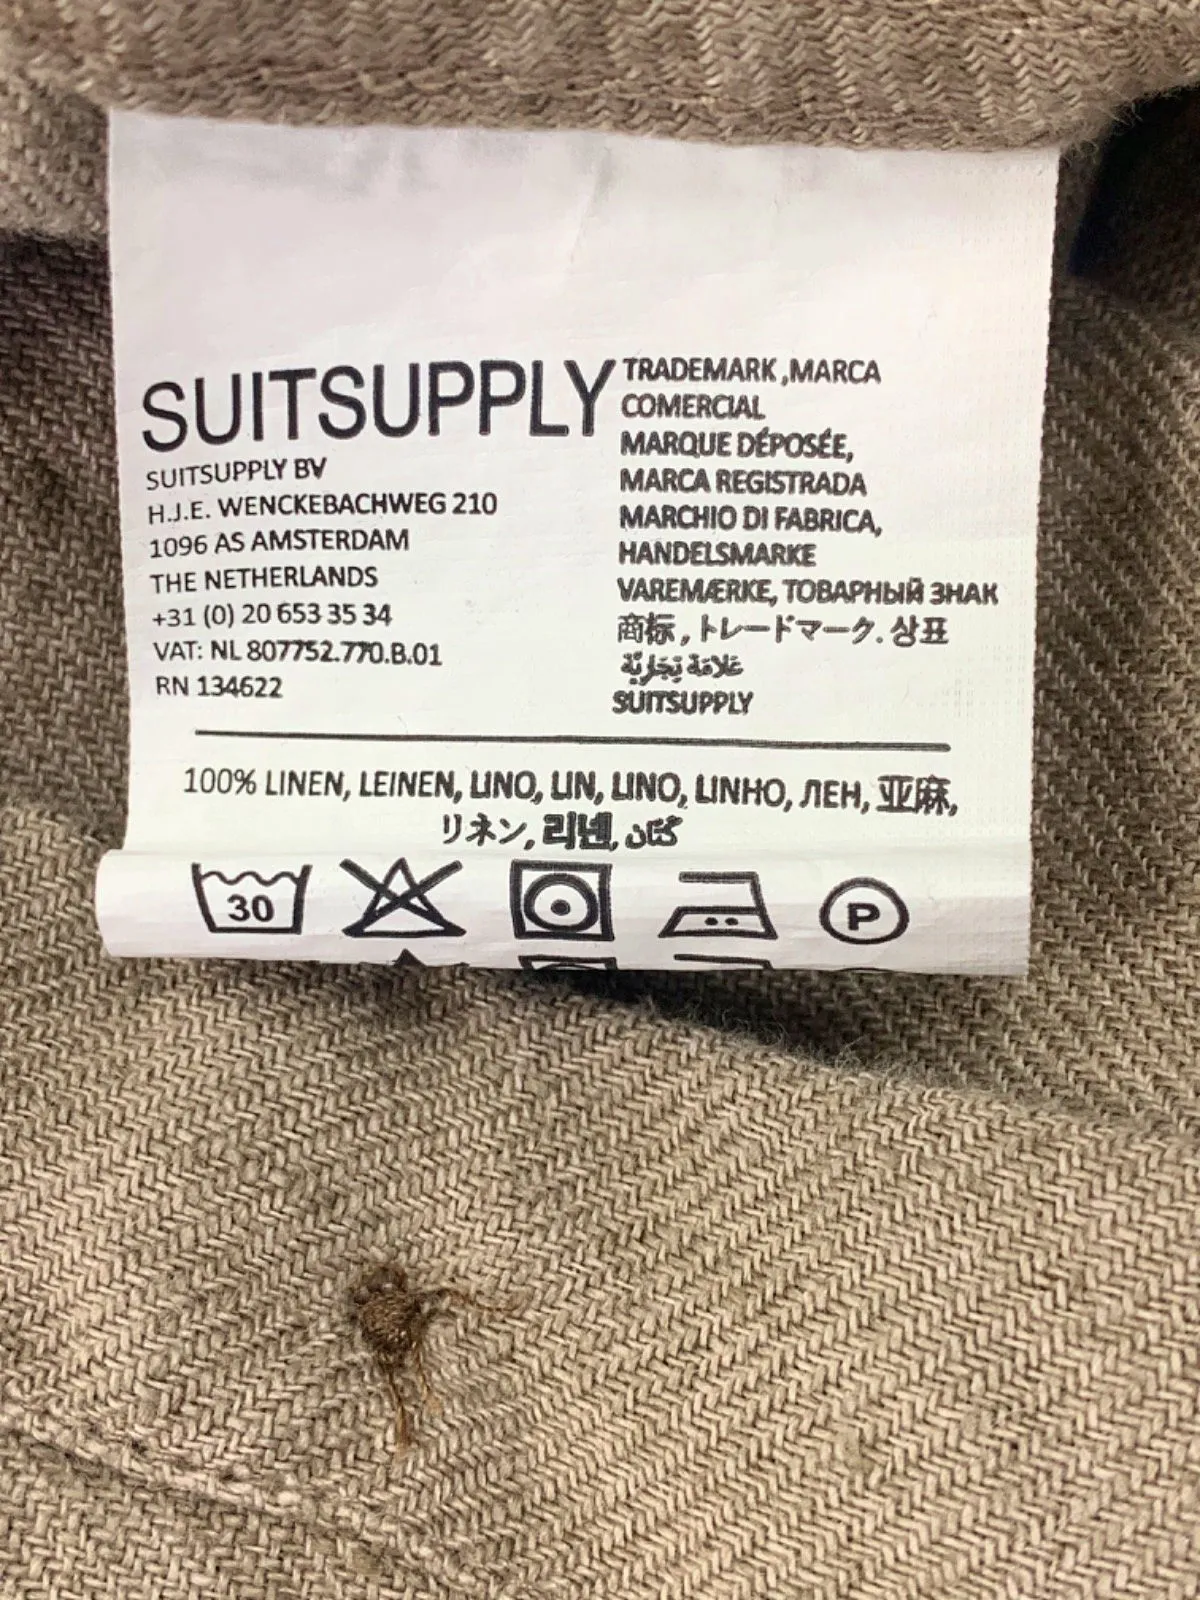 SUITSUPPLY
SUITSUPPLY BV
H.J.E. WENCKEBACHWEG 210
1096 AS AMSTERDAM
THE NETHERLANDS
+31 (0) 20 653 35 34
VAT: NL 807752.770.B.01
RN 134622
TRADEMARK ,MARCA
COMERCIAL
MARQUE DÉPOSÉE,
MARCA REGISTRADA
MARCHIO DI FABRICA,
HANDELSMARKE
VAREMÆRKE, ТОВАРНЫЙ ЗНАК
商标 , トレードマーク. 상표
علامة تجارية
SUITSUPPLY
100% LINEN, LEINEN, LINO, LIN, LINO, LINHO, ЛЕН, 亚麻,
リネン, 리넨, كتان
30
P